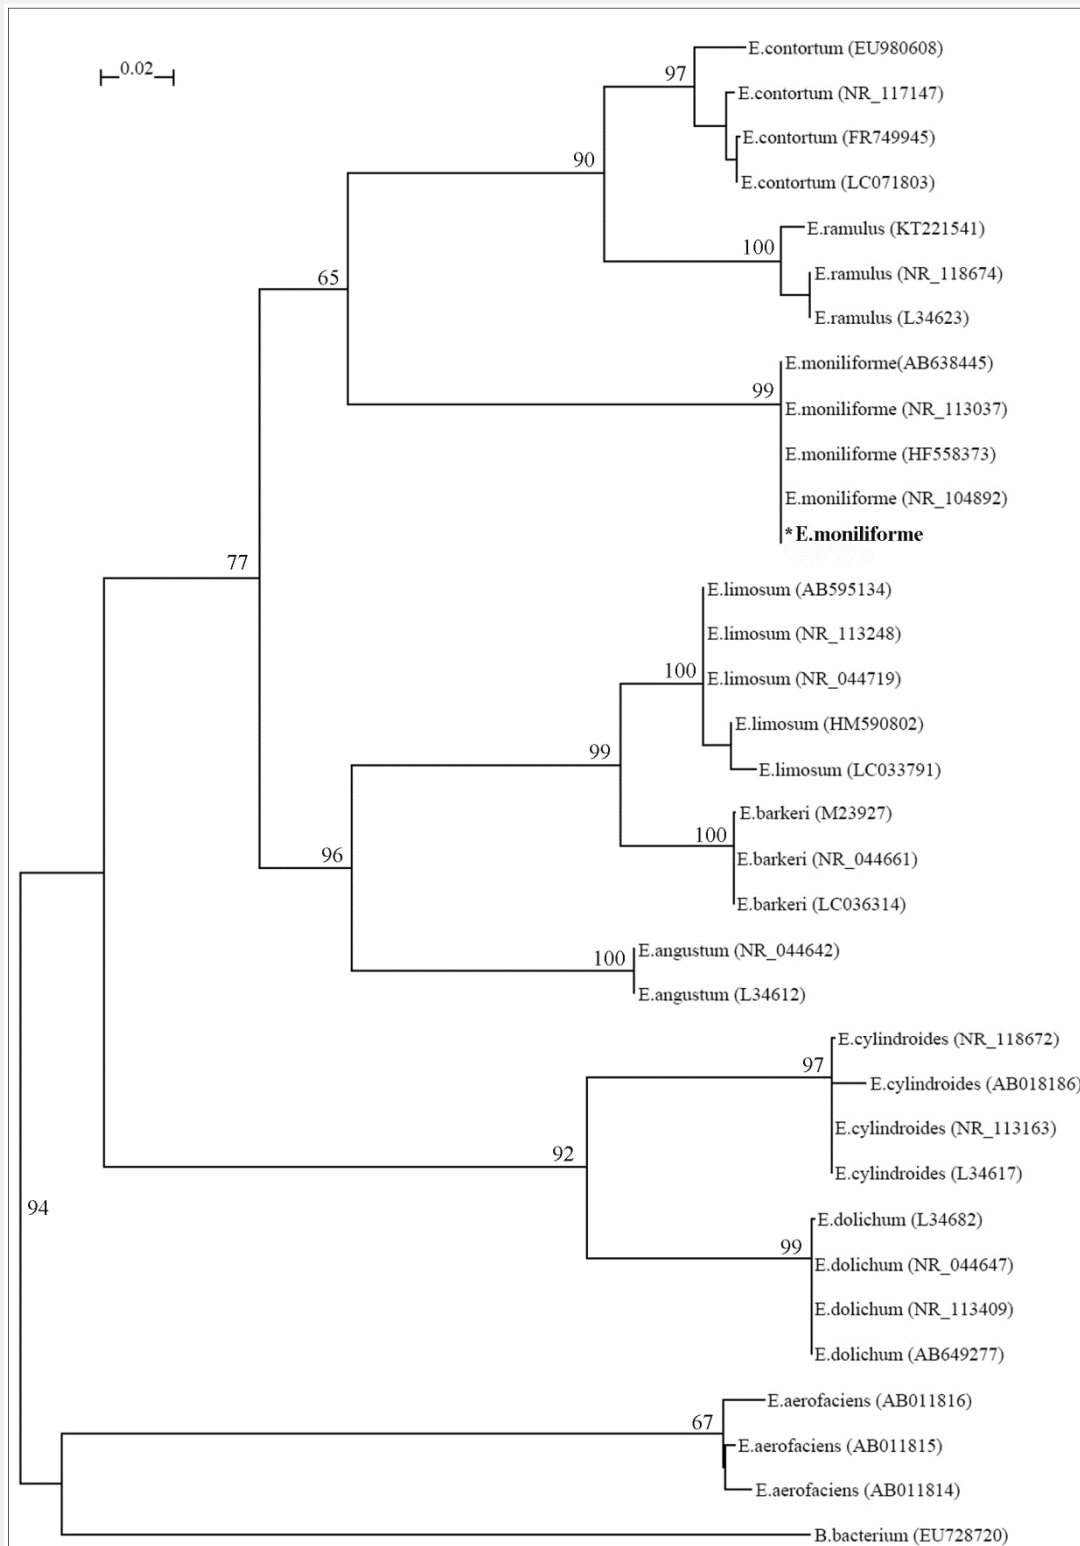 E.contortum (EU980608)
0.02
97
E.contortum (NR_117147)
E.contortum (FR749945)
90
E.contortum (LC071803)
E.ramulus (KT221541)
100
E.ramulus (NR_118674)
65
E.ramulus (L34623)
E.moniliforme(AB638445)
99
E.moniliforme (NR_113037)
E.moniliforme (HF558373)
E.moniliforme (NR_104892)
*E.moniliforme
77
E.limosum (AB595134)
E.limosum (NR_113248)
100
E.limosum (NR_044719)
E.limosum (HM590802)
99
E.limosum (LC033791)
E.barkeri (M23927)
100
96
E.barkeri (NR_044661)
E.barkeri (LC036314)
E.angustum (NR_044642)
100
E.angustum (L34612)
E.cylindroides (NR_118672)
97
E.cylindroides (AB018186)
E.cylindroides (NR_113163)
92
E.cylindroides (L34617)
94
E.dolichum (L34682)
99
E.dolichum (NR_044647)
E.dolichum (NR_113409)
E.dolichum (AB649277)
E.aerofaciens (AB011816)
67
E.aerofaciens (AB011815)
E.aerofaciens (AB011814)
B.bacterium (EU728720)